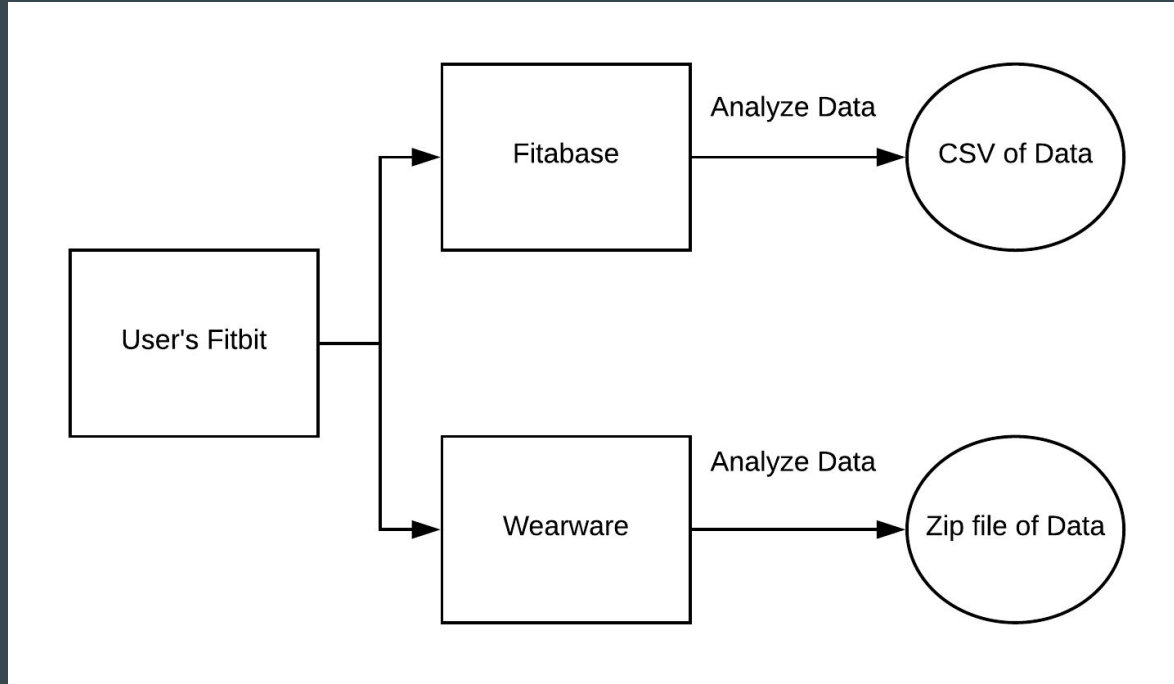 Analyze Data
Fitabase
CSV of Data
User's Fitbit
Analyze Data
Wearware
Zip file of Data